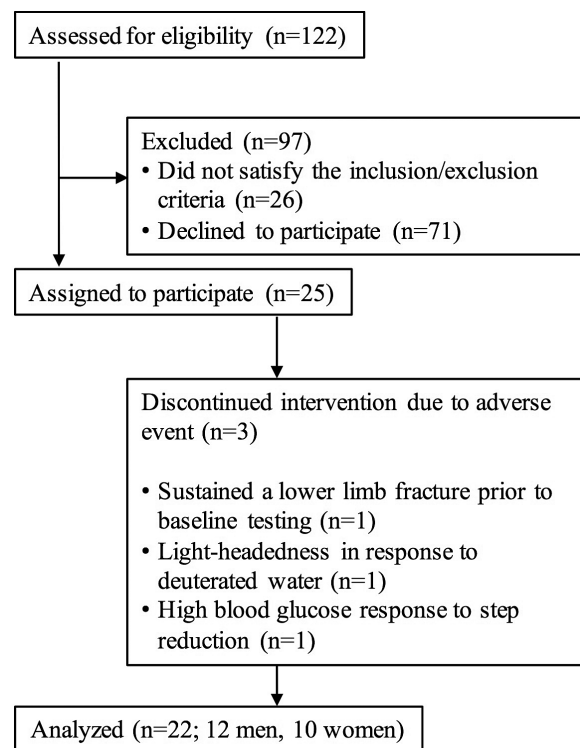 Assessed for eligibility (n=122)
Excluded (n=97)
• Did not satisfy the inclusion/exclusion
criteria (n=26)
• Declined to participate (n=71)
Assigned to participate (n=25)
Discontinued intervention due to adverse
event (n=3)
• Sustained a lower limb fracture prior to
baseline testing (n=1)
• Light-headedness in response to
deuterated water (n=1)
• High blood glucose response to step
reduction (n=1)
Analyzed (n=22; 12 men, 10 women)